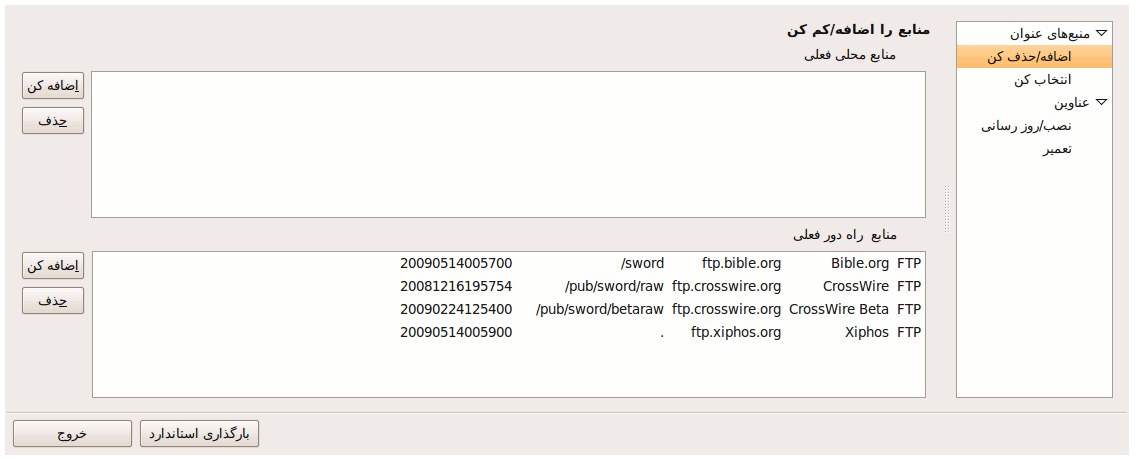 منبع‌های عنوان
اضافه/حذف کن
انتخاب کن
عناوین
نصب/روز رسانی
تعمیر
منابع را اضافه/کم کن
منابع محلی فعلی
اضافه کن
حذف
منابع راه دور فعلی
FTP Bible.org ftp.bible.org /sword 20090514005700
FTP CrossWire ftp.crosswire.org /pub/sword/raw 20081216195754
FTP CrossWire Beta ftp.crosswire.org /pub/sword/betaraw 20090224125400
FTP Xiphos ftp.xiphos.org . 20090514005900
اضافه کن
حذف
بارگذاری استاندارد
خروج